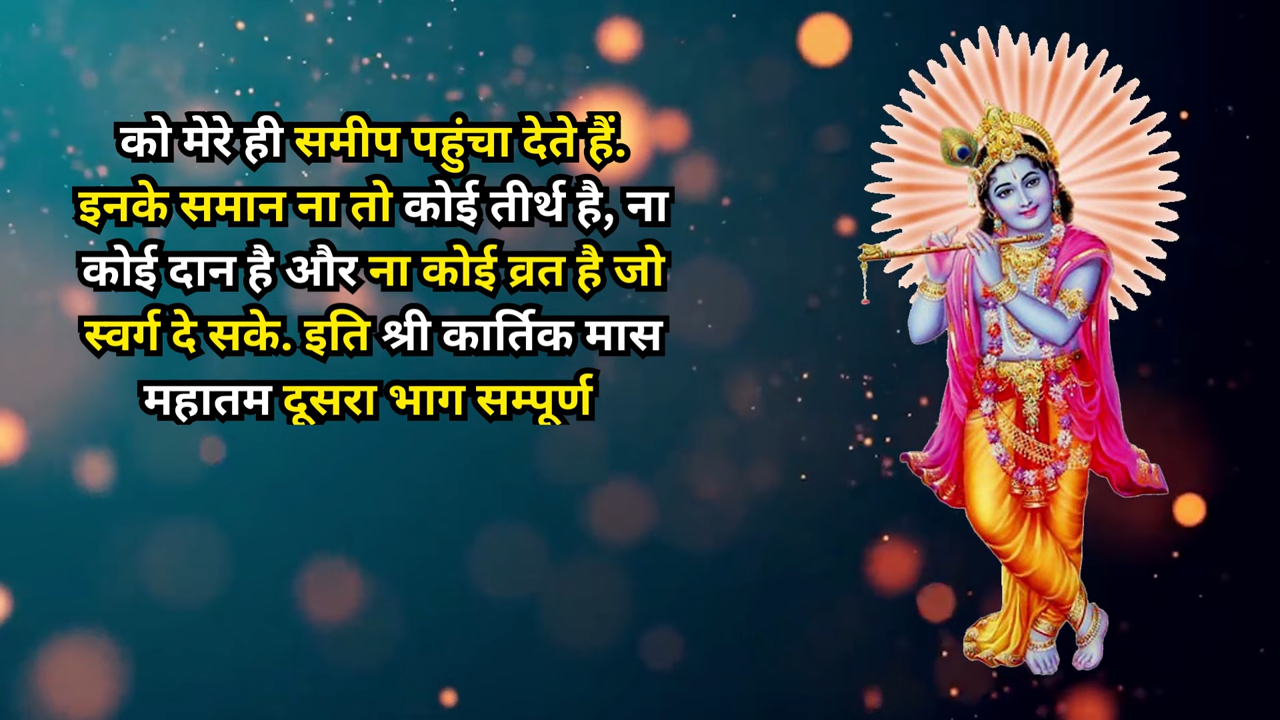 को मेरे ही समीप पहुंचा देते हैं.
इनके समान ना तो कोई तीर्थ है, ना
कोई दान है और ना कोई व्रत है जो
स्वर्ग दे सके. इति श्री कार्तिक मास
महातम दूसरा भाग सम्पूर्ण